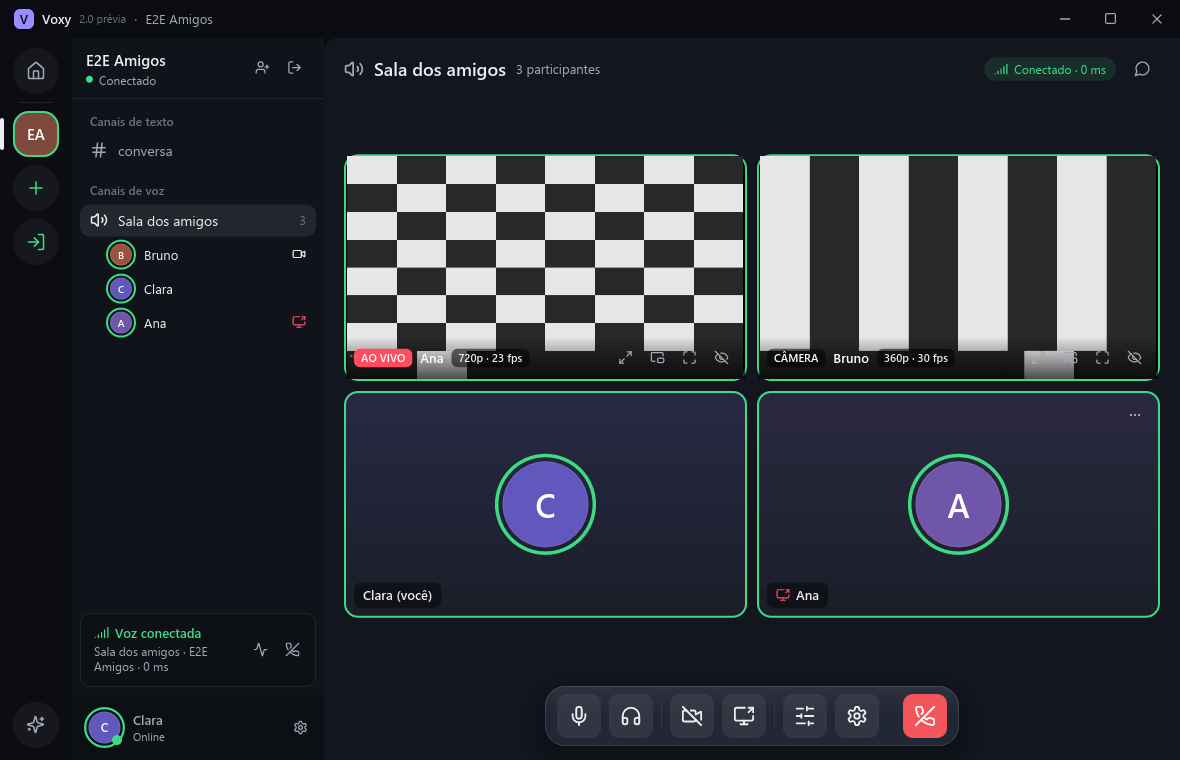 V Voxy 2.0 prévia · E2E Amigos
E2E Amigos
Conectado
EA
Canais de texto
conversa
Canais de voz
Sala dos amigos 3
B Bruno
C Clara
A Ana
Voz conectada
Sala dos amigos · E2E
Amigos · 0 ms
C Clara
Online
Sala dos amigos 3 participantes
Conectado · 0 ms
AO VIVO Ana 720p · 23 fps
CÂMERA Bruno 360p · 30 fps
C
Clara (você)
A
Ana